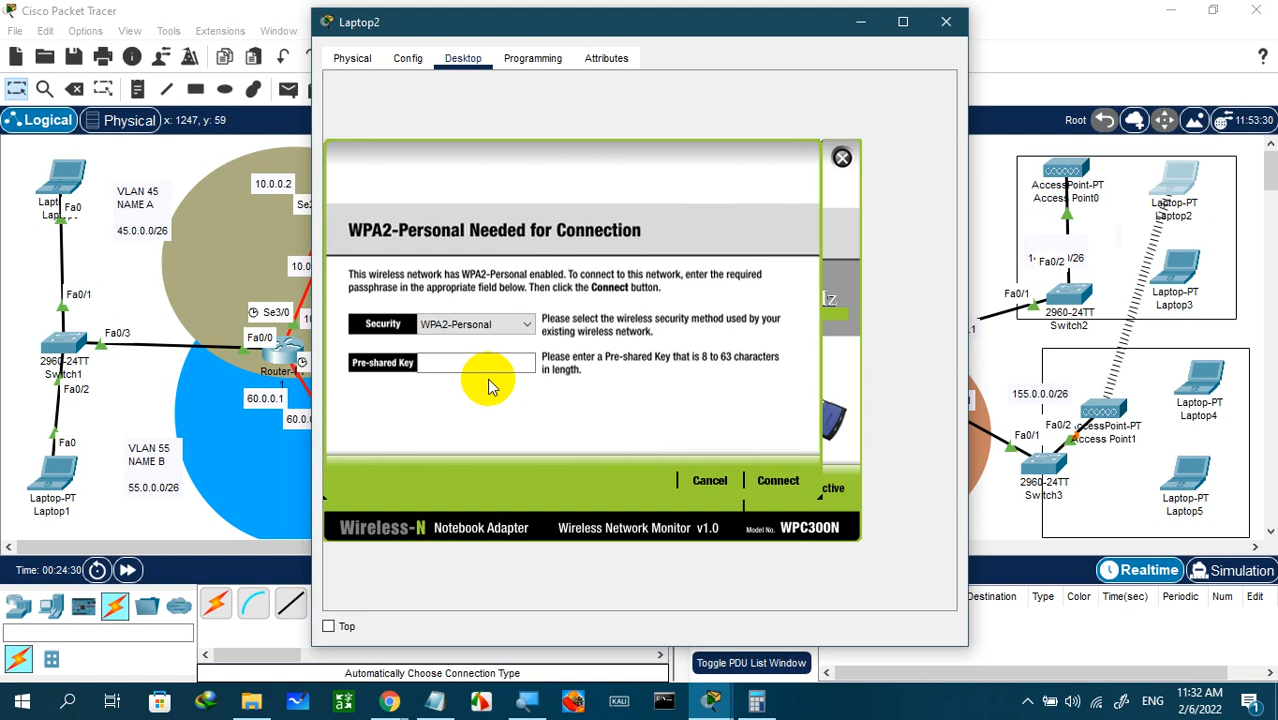 Cisco Packet Tracer
File Edit Options View Tools Extensions Window
Logical Physical x: 1247, y: 59
Laptop2
Physical Config Desktop Programming Attributes
Root 11:53:30
WPA2-Personal Needed for Connection
This wireless network has WPA2-Personal enabled. To connect to this network, enter the required
passphrase in the appropriate field below. Then click the Connect button.
Security WPA2-Personal
Please select the wireless security method used by your
existing wireless network.
Pre-shared Key
Please enter a Pre-shared Key that is 8 to 63 characters
in length.
Cancel Connect
Wireless-N Notebook Adapter Wireless Network Monitor v1.0 Model No. WPC300N
Top
VLAN 45
NAME A
45.0.0.0/26
10.0.0.2
Fa0
Fa0/1
Fa0/3
2960-24TT
Switch1
Fa0/2
Fa0
Laptop-PT
Laptop1
Se3/0
Fa0/0
60.0.0.1
VLAN 55
NAME B
55.0.0.0/26
AccessPoint-PT
Access Point0
Laptop-PT
Laptop2
Fa0/2
Fa0/1
2960-24TT
Switch2
Laptop-PT
Laptop3
155.0.0.0/26
Fa0/2
Fa0/1
Access Point1
2960-24TT
Switch3
Laptop-PT
Laptop4
Laptop-PT
Laptop5
Time: 00:24:30
Realtime Simulation
Destination Type Color Time(sec) Periodic Num Edit
Automatically Choose Connection Type
Toggle PDU List Window
KALI
ENG
11:32 AM
2/6/2022